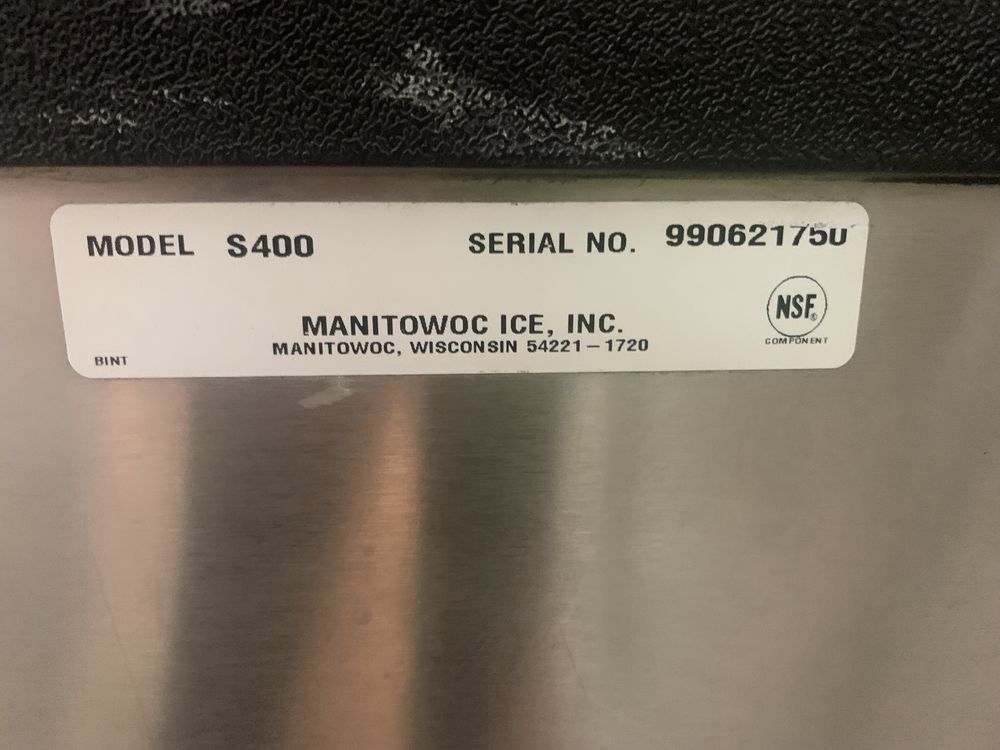 MODEL S400 SERIAL NO. 990621750
NSF®
COMPONENT
MANITOWOC ICE, INC.
MANITOWOC, WISCONSIN 54221-1720
BINT